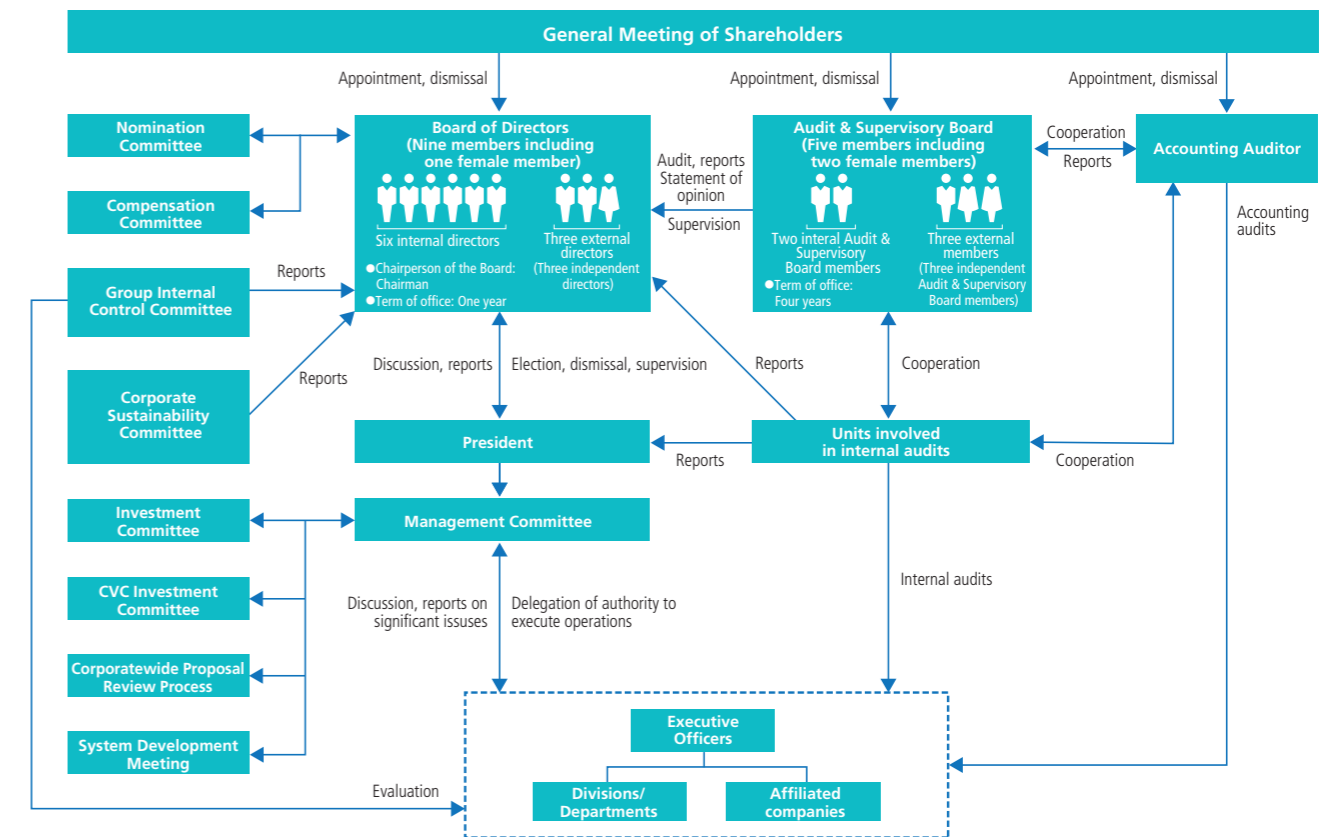 General Meeting of Shareholders
Appointment, dismissal
Appointment, dismissal
Appointment, dismissal
Nomination
Committee
Compensation
Committee
Board of Directors
(Nine members including
one female member)
Six internal directors
Three external
directors
(Three independent
directors)
●Chairperson of the Board:
Chairman
●Term of office: One year
Audit, reports
Statement of
opinion
Supervision
Audit & Supervisory Board
(Five members including
two female members)
Two interal Audit &
Supervisory
Board members
●Term of office:
Four years
Three external
members
(Three independent
Audit & Supervisory
Board members)
Cooperation
Reports
Accounting Auditor
Accounting
audits
Group Internal
Control Committee
Reports
Corporate
Sustainability
Committee
Reports
Discussion, reports
Election, dismissal, supervision
Reports
Cooperation
President
Reports
Units involved
in internal audits
Cooperation
Investment
Committee
Management Committee
CVC Investment
Committee
Discussion, reports on
significant issuses
Delegation of authority to
execute operations
Internal audits
Corporatewide Proposal
Review Process
System Development
Meeting
Evaluation
Executive
Officers
Divisions/
Departments
Affiliated
companies